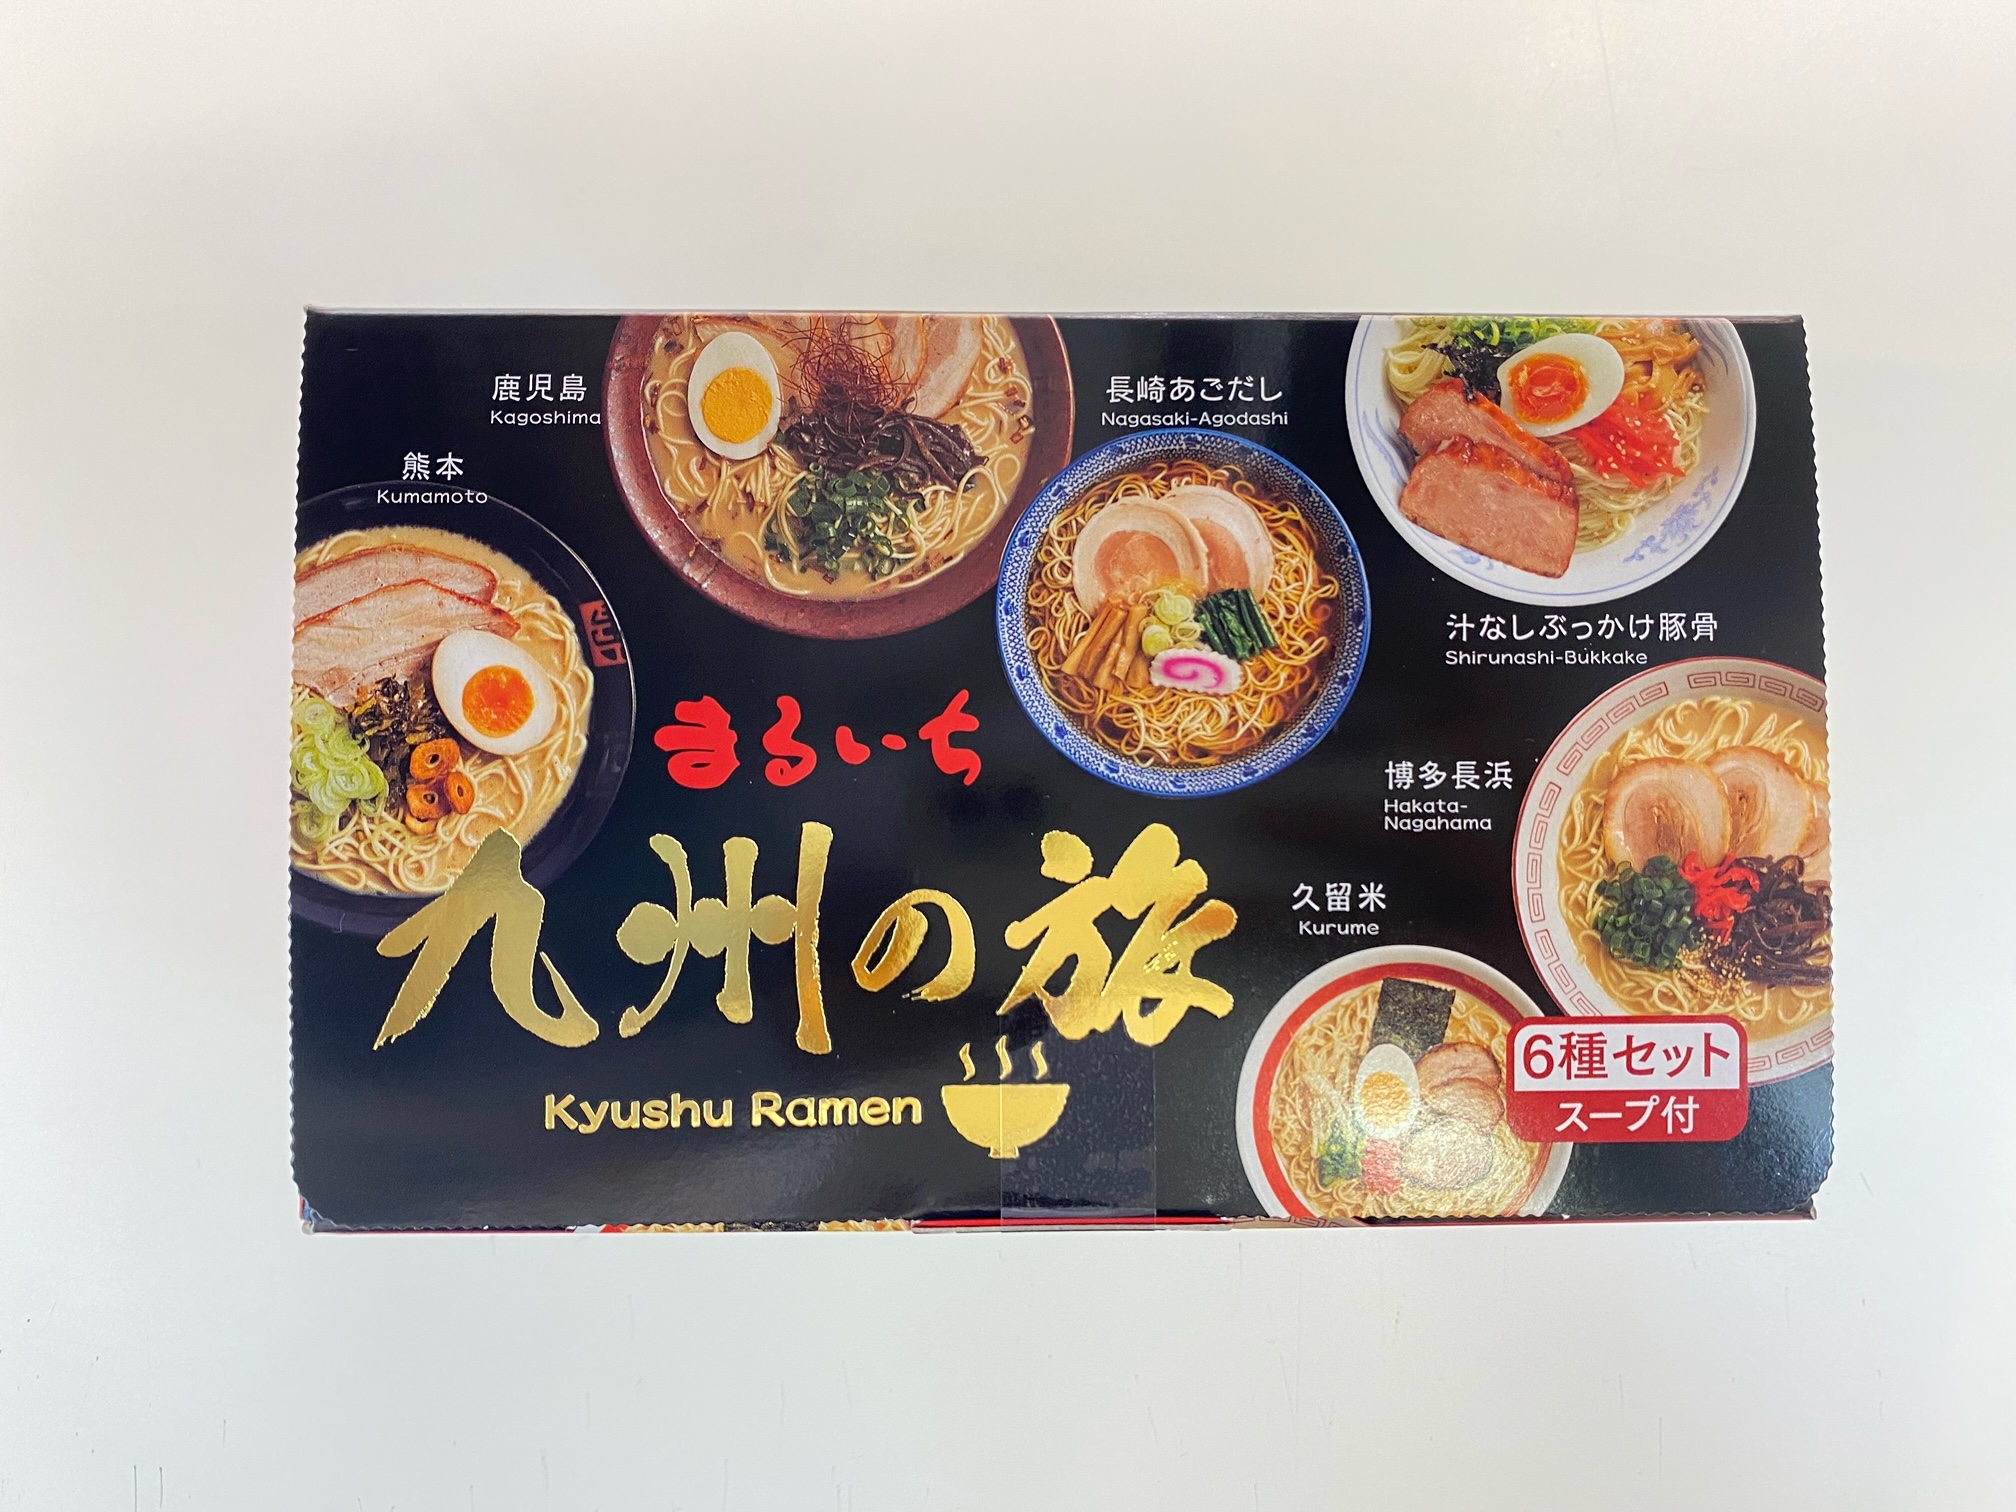 鹿児島
Kagoshima
長崎あごだし
Nagasaki-Agodashi
熊本
Kumamoto
汁なしぶっかけ豚骨
Shirunashi-Bukkake
まるいち
博多長浜
Hakata-
Nagahama
九州の旅
久留米
Kurume
Kyushu Ramen
6種セット
スープ付